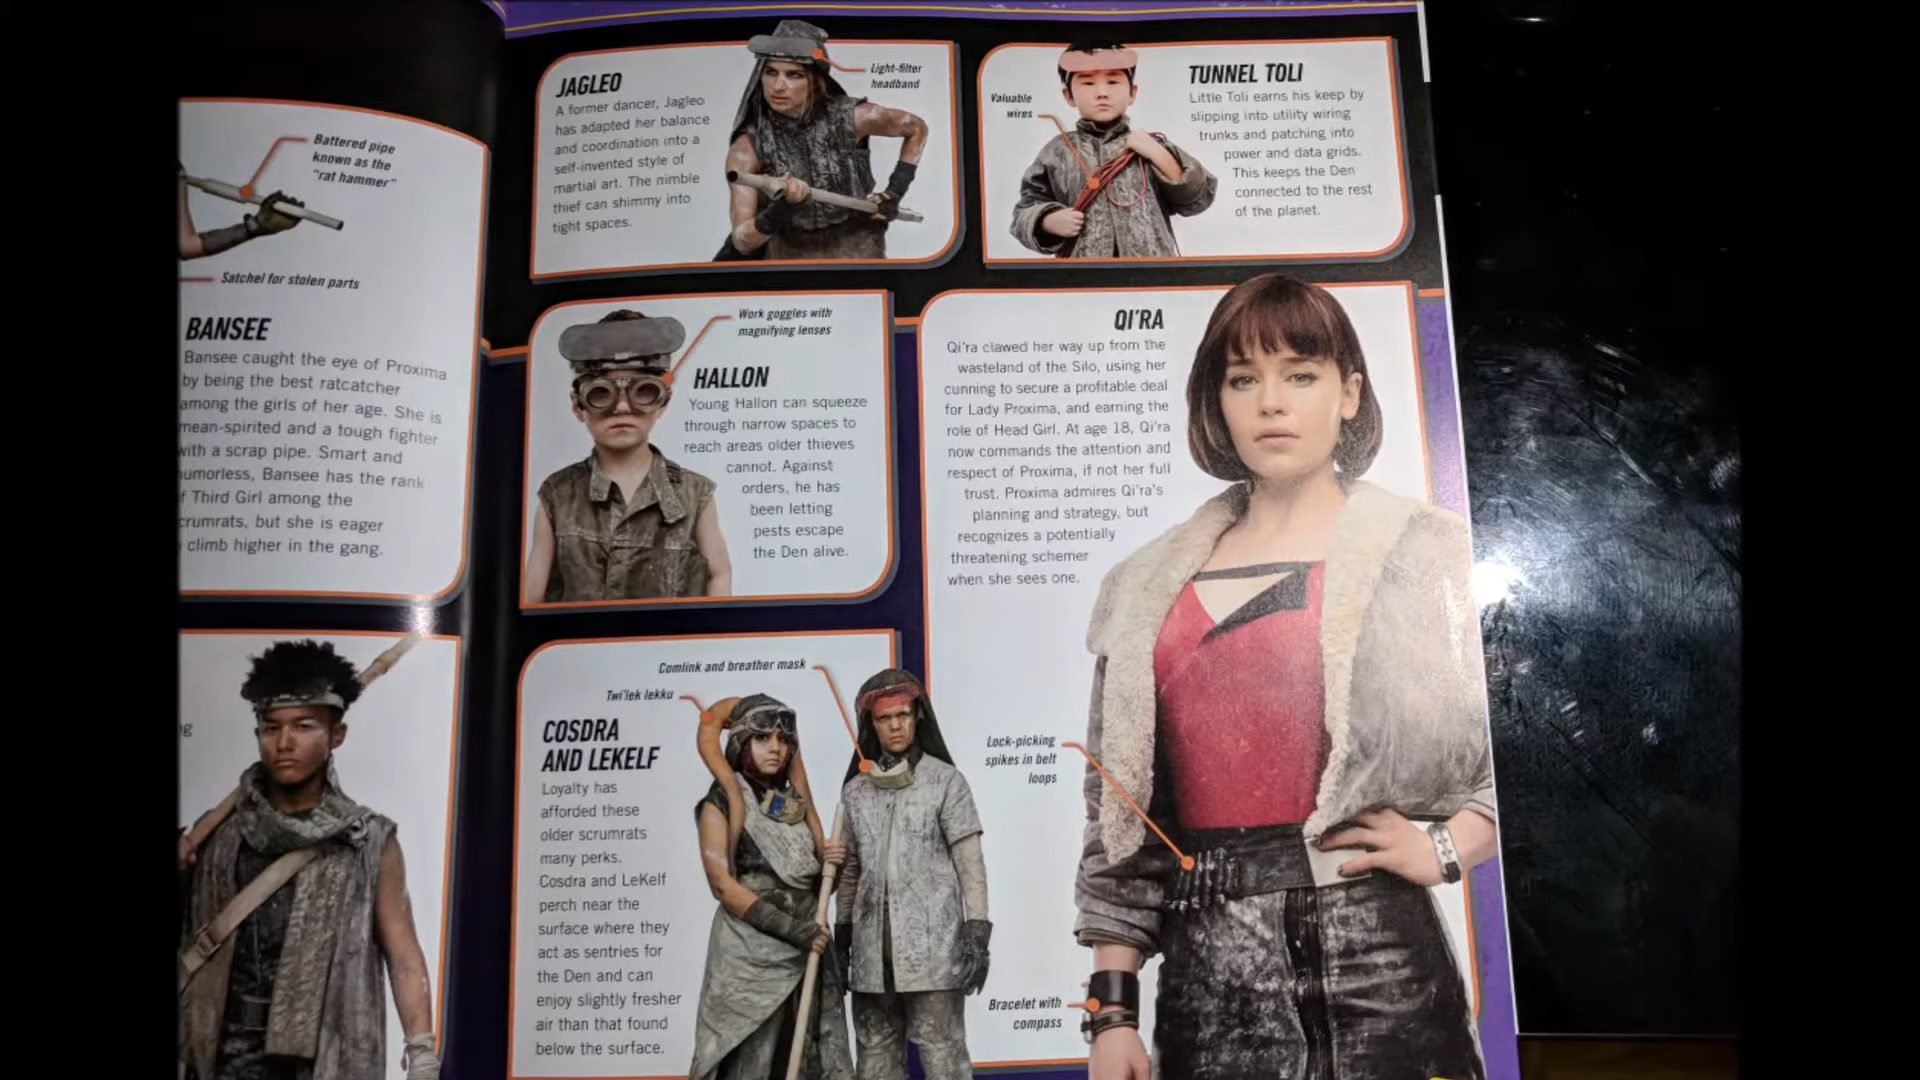 Battered pipe
known as the
"rat hammer"
Satchel for stolen parts
BANSEE
Bansee caught the eye of Proxima
by being the best ratcatcher
among the girls of her age. She is
mean-spirited and a tough fighter
with a scrap pipe. Smart and
umorless, Bansee has the rank
f Third Girl among the
crumrats, but she is eager
climb higher in the gang.
g
JAGLEO
A former dancer, Jagleo
has adapted her balance
and coordination into a
self-invented style of
martial art. The nimble
thief can shimmy into
tight spaces.
Light-filter
headband
Valuable
wires
TUNNEL TOLI
Little Toli earns his keep by
slipping into utility wiring
trunks and patching into
power and data grids.
This keeps the Den
connected to the rest
of the planet.
Work goggles with
magnifying lenses
HALLON
Young Hallon can squeeze
through narrow spaces to
reach areas older thieves
cannot. Against
orders, he has
been letting
pests escape
the Den alive.
QI'RA
Qi'ra clawed her way up from the
wasteland of the Silo, using her
cunning to secure a profitable deal
for Lady Proxima, and earning the
role of Head Girl. At age 18, Qi'ra
now commands the attention and
respect of Proxima, if not her full
trust. Proxima admires Qi'ra's
planning and strategy, but
recognizes a potentially
threatening schemer
when she sees one.
Comlink and breather mask
Twi'lek lekku
COSDRA
AND LEKELF
Loyalty has
afforded these
older scrumrats
many perks.
Cosdra and LeKelf
perch near the
surface where they
act as sentries for
the Den and can
enjoy slightly fresher
air than that found
below the surface.
Lock-picking
spikes in belt
loops
Bracelet with
compass